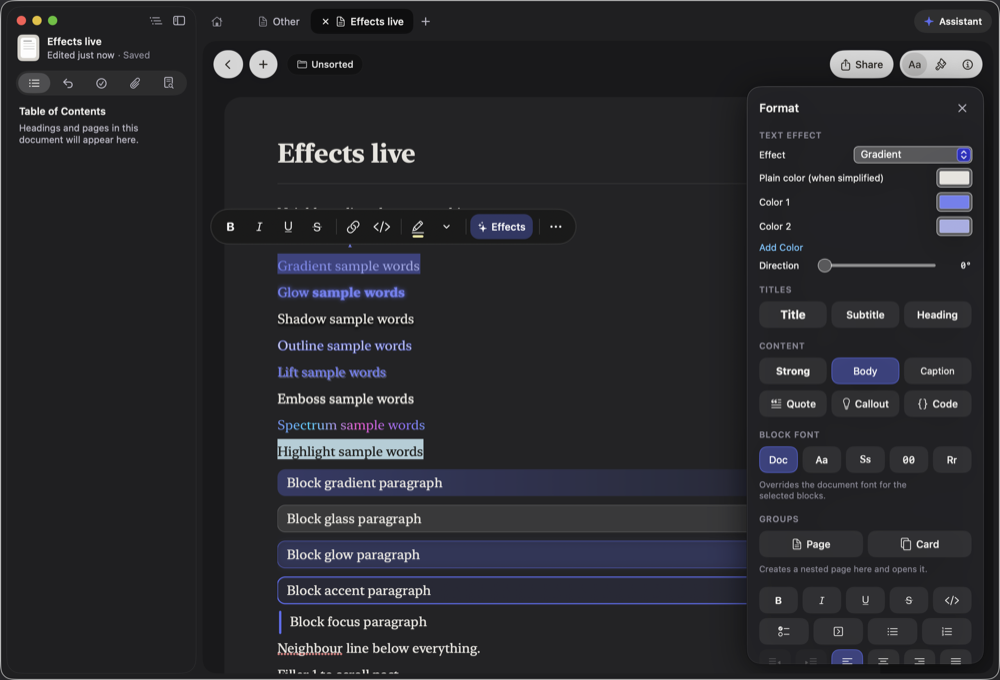 Effects live
Edited just now · Saved
Table of Contents
Headings and pages in this
document will appear here.
Other
Effects live
Assistant
Unsorted
Share
Aa
Effects live
B I U S </> Effects
Gradient sample words
Glow sample words
Shadow sample words
Outline sample words
Lift sample words
Emboss sample words
Spectrum sample words
Highlight sample words
Block gradient paragraph
Block glass paragraph
Block glow paragraph
Block accent paragraph
Block focus paragraph
Neighbour line below everything.
Format
TEXT EFFECT
Effect Gradient
Plain color (when simplified)
Color 1
Color 2
Add Color
Direction 0°
TITLES
Title Subtitle Heading
CONTENT
Strong Body Caption
Quote Callout {} Code
BLOCK FONT
Doc Aa Ss 00 Rr
Overrides the document font for the
selected blocks.
GROUPS
Page Card
Creates a nested page here and opens it.
B I U S </>